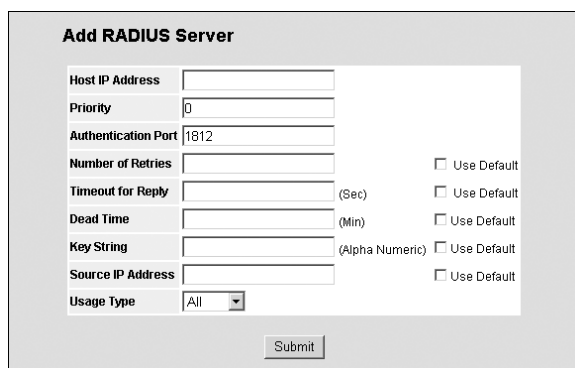 Add RADIUS Server
Host IP Address
Priority 0
Authentication Port 1812
Number of Retries Use Default
Timeout for Reply (Sec) Use Default
Dead Time (Min) Use Default
Key String (Alpha Numeric) Use Default
Source IP Address Use Default
Usage Type All
Submit